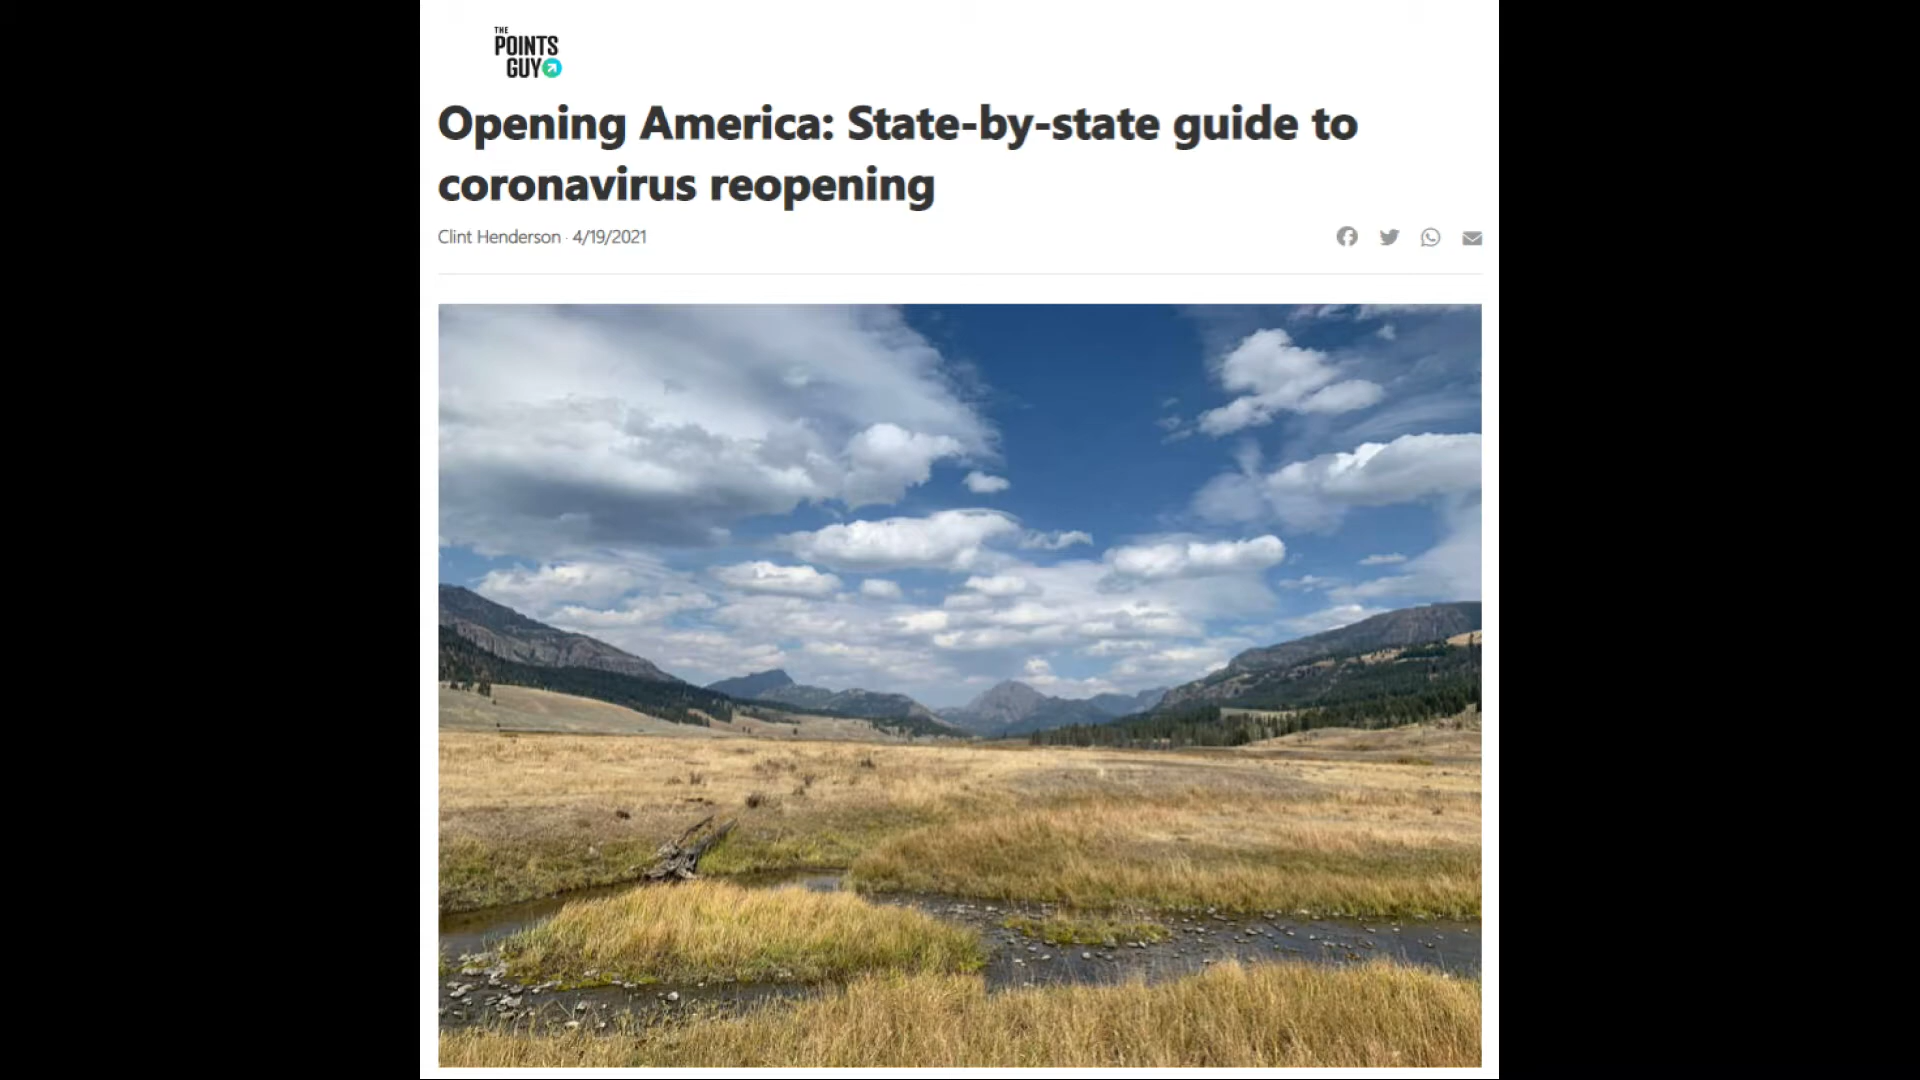 THE
POINTS
GUY
Opening America: State-by-state guide to
coronavirus reopening
Clint Henderson · 4/19/2021